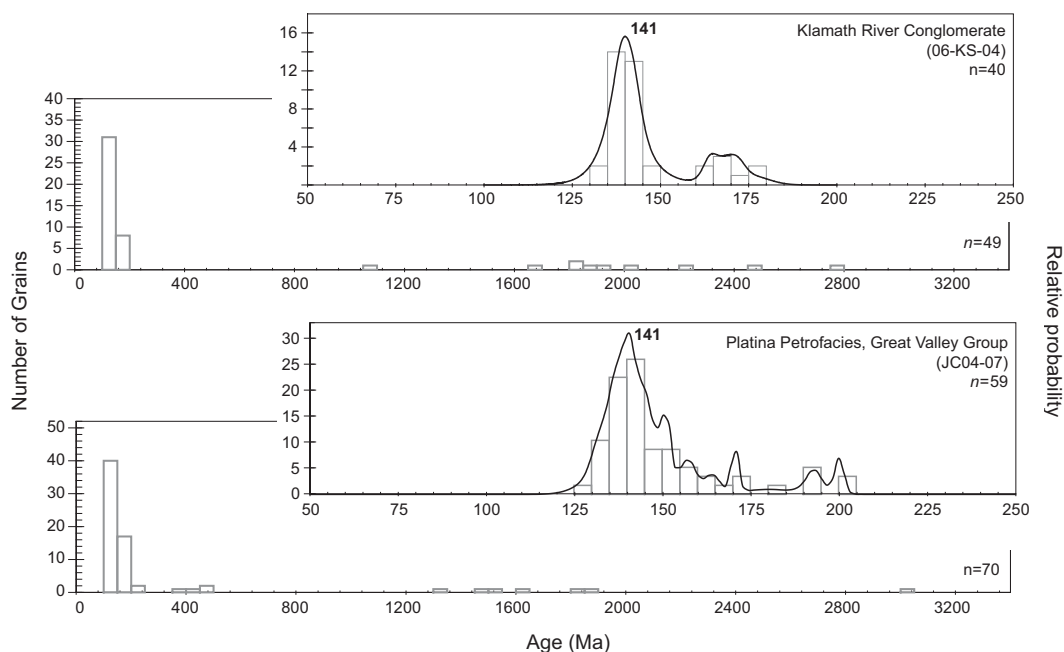 Number of Grains
Relative probability
16
12
8
4
141
Klamath River Conglomerate
(06-KS-04)
n=40
50 75 100 125 150 175 200 225 250
40
35
30
25
20
15
10
5
0
n=49
0 400 800 1200 1600 2000 2400 2800 3200
30
25
20
15
10
5
0
141
Platina Petrofacies, Great Valley Group
(JC04-07)
n=59
50 75 100 125 150 175 200 225 250
50
40
30
20
10
0
n=70
0 400 800 1200 1600 2000 2400 2800 3200
Age (Ma)